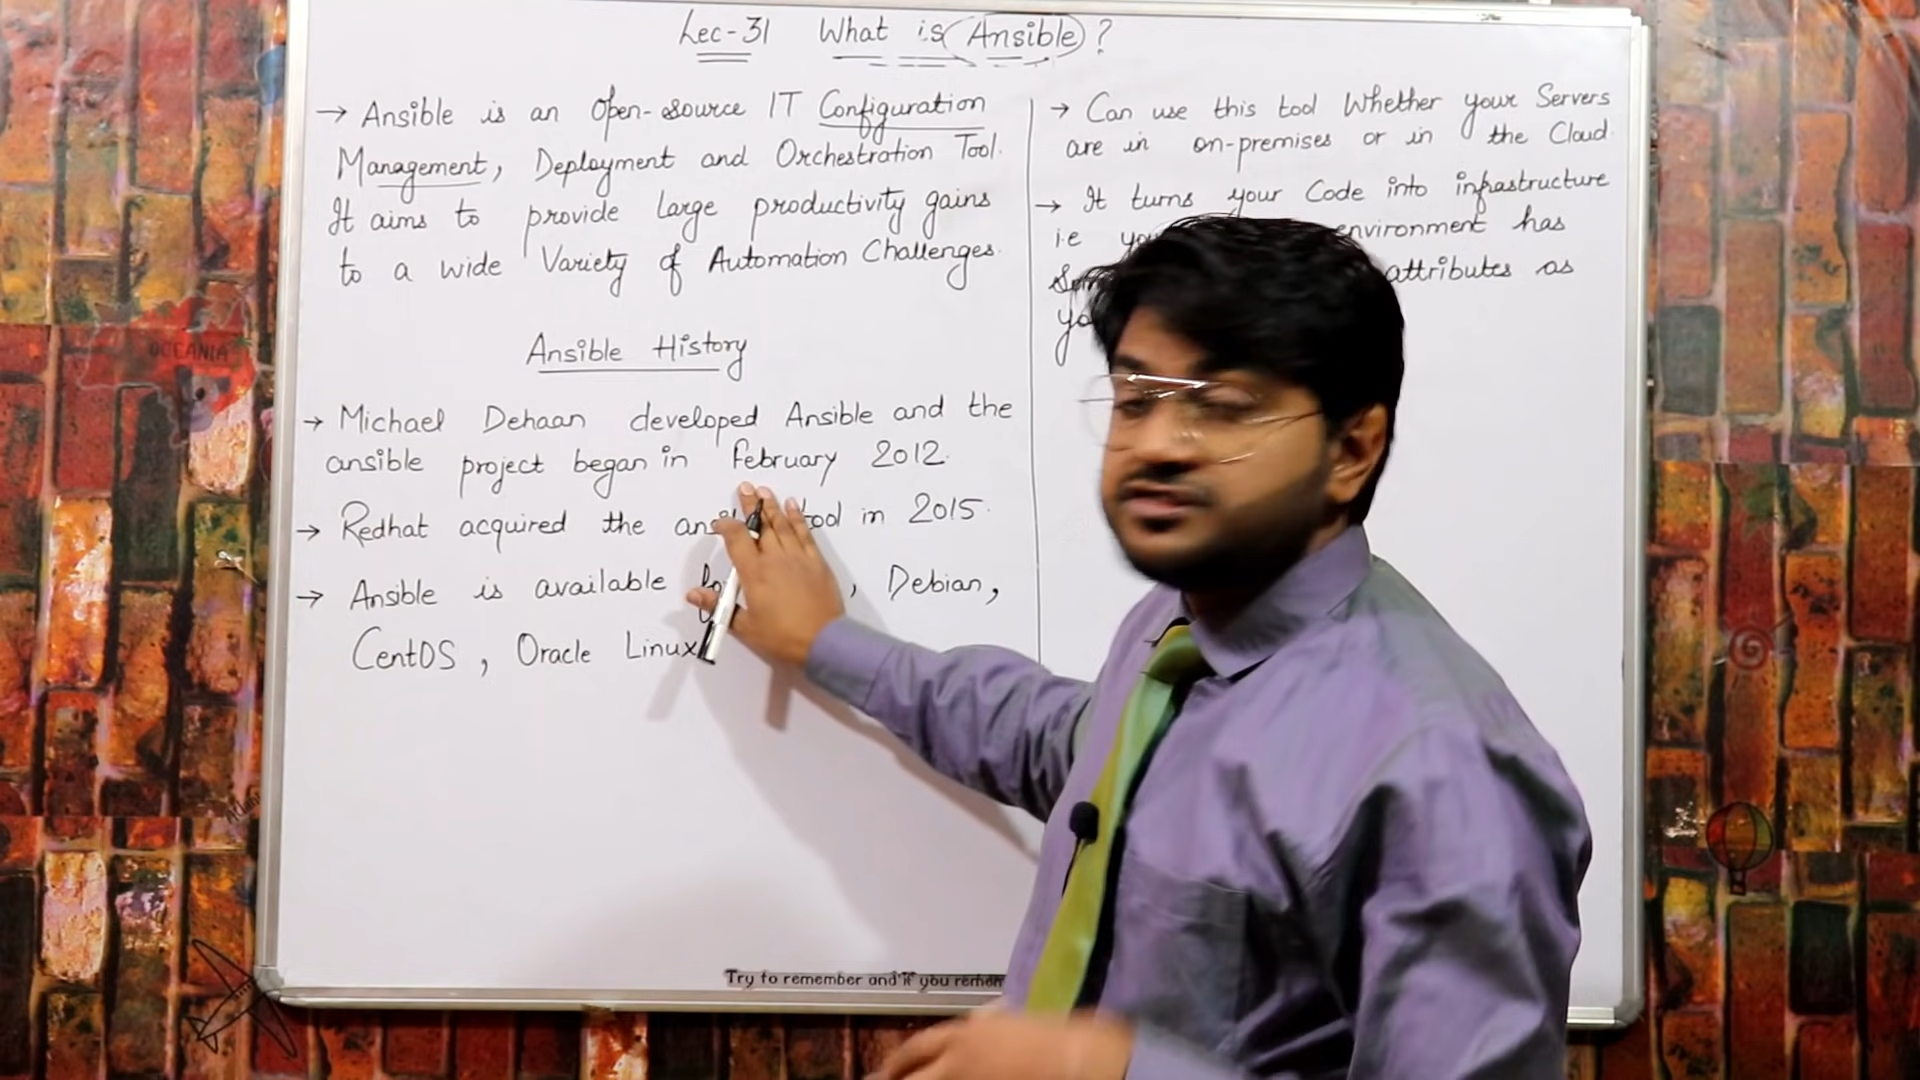 Lec-31 What is Ansible?
→ Ansible is an Open-source IT Configuration
Management, Deployment and Orchestration Tool.
It aims to provide large productivity gains
to a wide Variety of Automation Challenges.
Ansible History
→ Michael Dehaan developed Ansible and the
ansible project began in february 2012.
→ Redhat acquired the tool in 2015.
→ Ansible is available , Debian,
CentOS, Oracle Linux
→ Can use this tool Whether your Servers
are in on-premises or in the Cloud.
→ It turns your Code into infrastructure
i.e environment has
attributes as
OCEANIA
Try to remember and if you